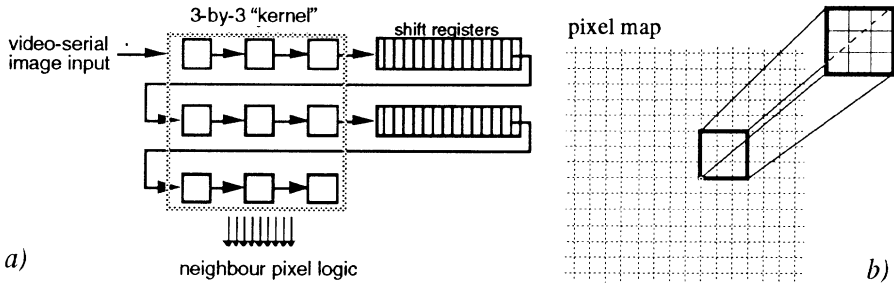 3-by-3 “kernel”
video-serial
image input
shift registers
neighbour pixel logic
a)
pixel map
b)